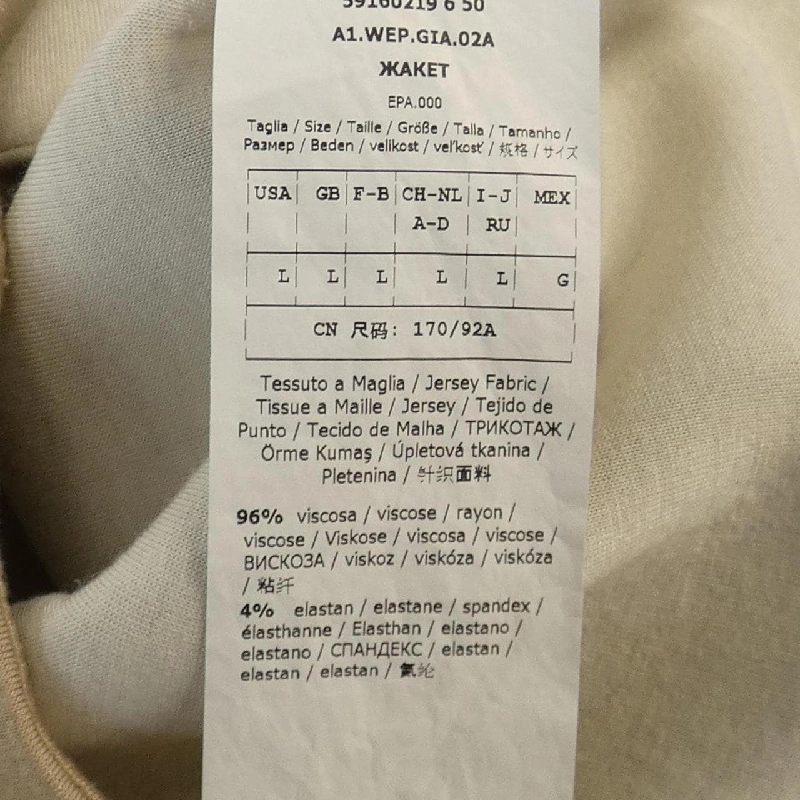 59160219 6 50
A1.WEP.GIA.02A
ЖАКЕТ
EPA.000
Taglia / Size / Taille / Größe / Talla / Tamanho /
Размер / Beden / velikost / veľkosť / 规格 / サイズ
USA GB F-B CH-NL I-J MEX
A-D RU
L L L L L G
CN 尺码: 170/92A
Tessuto a Maglia / Jersey Fabric /
Tissue a Maille / Jersey / Tejido de
Punto / Tecido de Malha / ТРИКОТАЖ /
Örme Kumaş / Úpletová tkanina /
Pletenina / 针织面料
96% viscosa / viscose / rayon /
viscose / Viskose / viscosa / viscose /
ВИСКОЗА / viskoz / viskóza / viskóza
/ 粘纤
4% elastan / elastane / spandex /
élasthanne / Elasthan / elastano /
elastano / СПАНДЕКС / elastan /
elastan / elastan / 氨纶